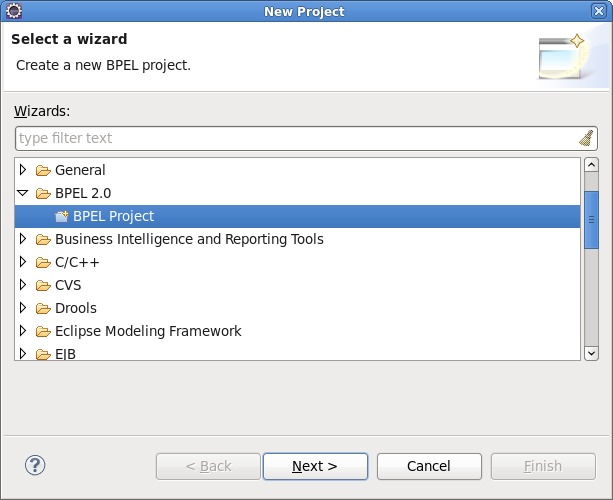 New Project
Select a wizard
Create a new BPEL project.
Wizards:
type filter text
General
BPEL 2.0
BPEL Project
Business Intelligence and Reporting Tools
C/C++
CVS
Drools
Eclipse Modeling Framework
EJB
?
< Back
Next >
Cancel
Finish